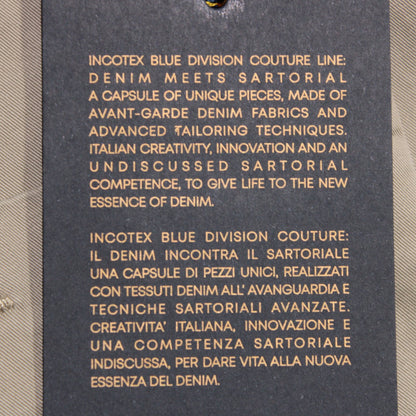 INCOTEX BLUE DIVISION COUTURE LINE:
DENIM MEETS SARTORIAL
A CAPSULE OF UNIQUE PIECES, MADE OF
AVANT-GARDE DENIM FABRICS AND
ADVANCED TAILORING TECHNIQUES.
ITALIAN CREATIVITY, INNOVATION AND AN
UNDISCUSSED SARTORIAL
COMPETENCE, TO GIVE LIFE TO THE NEW
ESSENCE OF DENIM.
INCOTEX BLUE DIVISION COUTURE:
IL DENIM INCONTRA IL SARTORIALE
UNA CAPSULE DI PEZZI UNICI, REALIZZATI
CON TESSUTI DENIM ALL' AVANGUARDIA E
TECNICHE SARTORIALI AVANZATE.
CREATIVITA' ITALIANA, INNOVAZIONE E
UNA COMPETENZA SARTORIALE
INDISCUSSA, PER DARE VITA ALLA NUOVA
ESSENZA DEL DENIM.